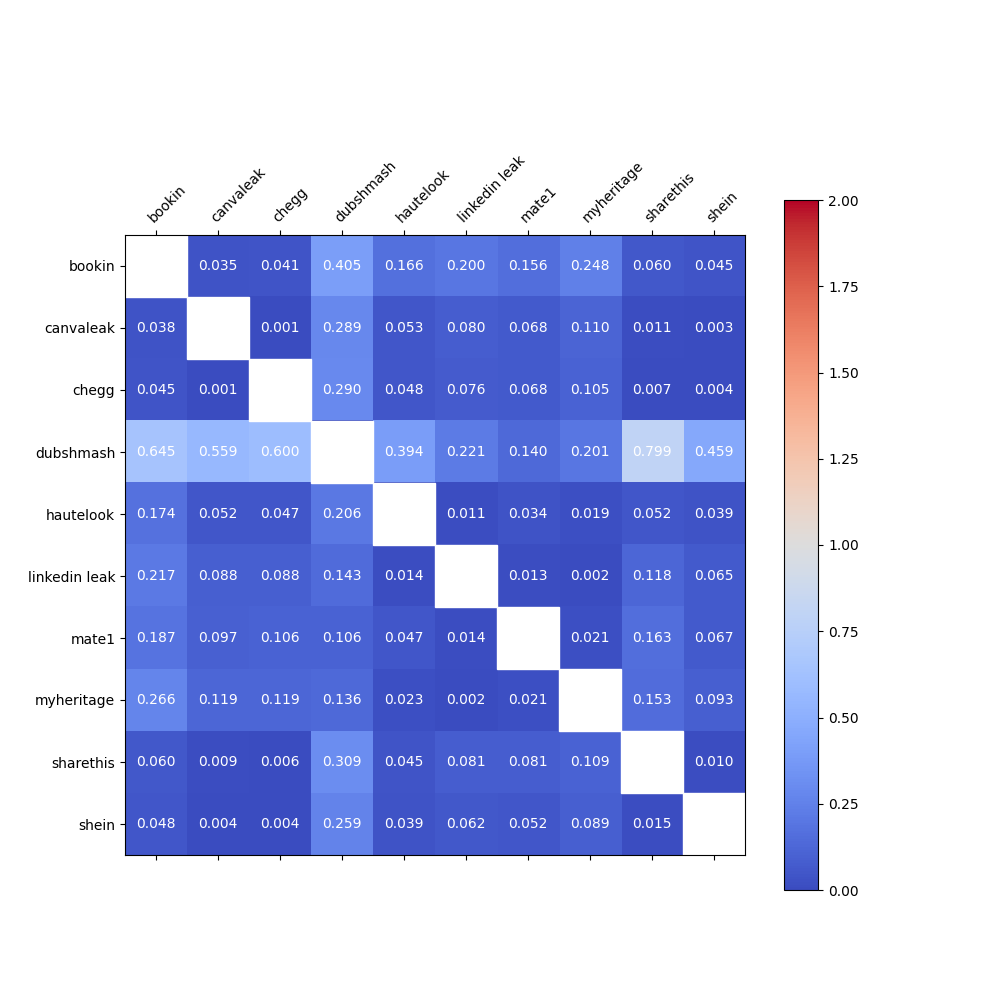 bookin canvaleak chegg dubshmash hautelook linkedin leak mate1 myheritage sharethis shein
bookin 0.035 0.041 0.405 0.166 0.200 0.156 0.248 0.060 0.045
canvaleak 0.038 0.001 0.289 0.053 0.080 0.068 0.110 0.011 0.003
chegg 0.045 0.001 0.290 0.048 0.076 0.068 0.105 0.007 0.004
dubshmash 0.645 0.559 0.600 0.394 0.221 0.140 0.201 0.799 0.459
hautelook 0.174 0.052 0.047 0.206 0.011 0.034 0.019 0.052 0.039
linkedin leak 0.217 0.088 0.088 0.143 0.014 0.013 0.002 0.118 0.065
mate1 0.187 0.097 0.106 0.106 0.047 0.014 0.021 0.163 0.067
myheritage 0.266 0.119 0.119 0.136 0.023 0.002 0.021 0.153 0.093
sharethis 0.060 0.009 0.006 0.309 0.045 0.081 0.081 0.109 0.010
shein 0.048 0.004 0.004 0.259 0.039 0.062 0.052 0.089 0.015
2.00
1.75
1.50
1.25
1.00
0.75
0.50
0.25
0.00